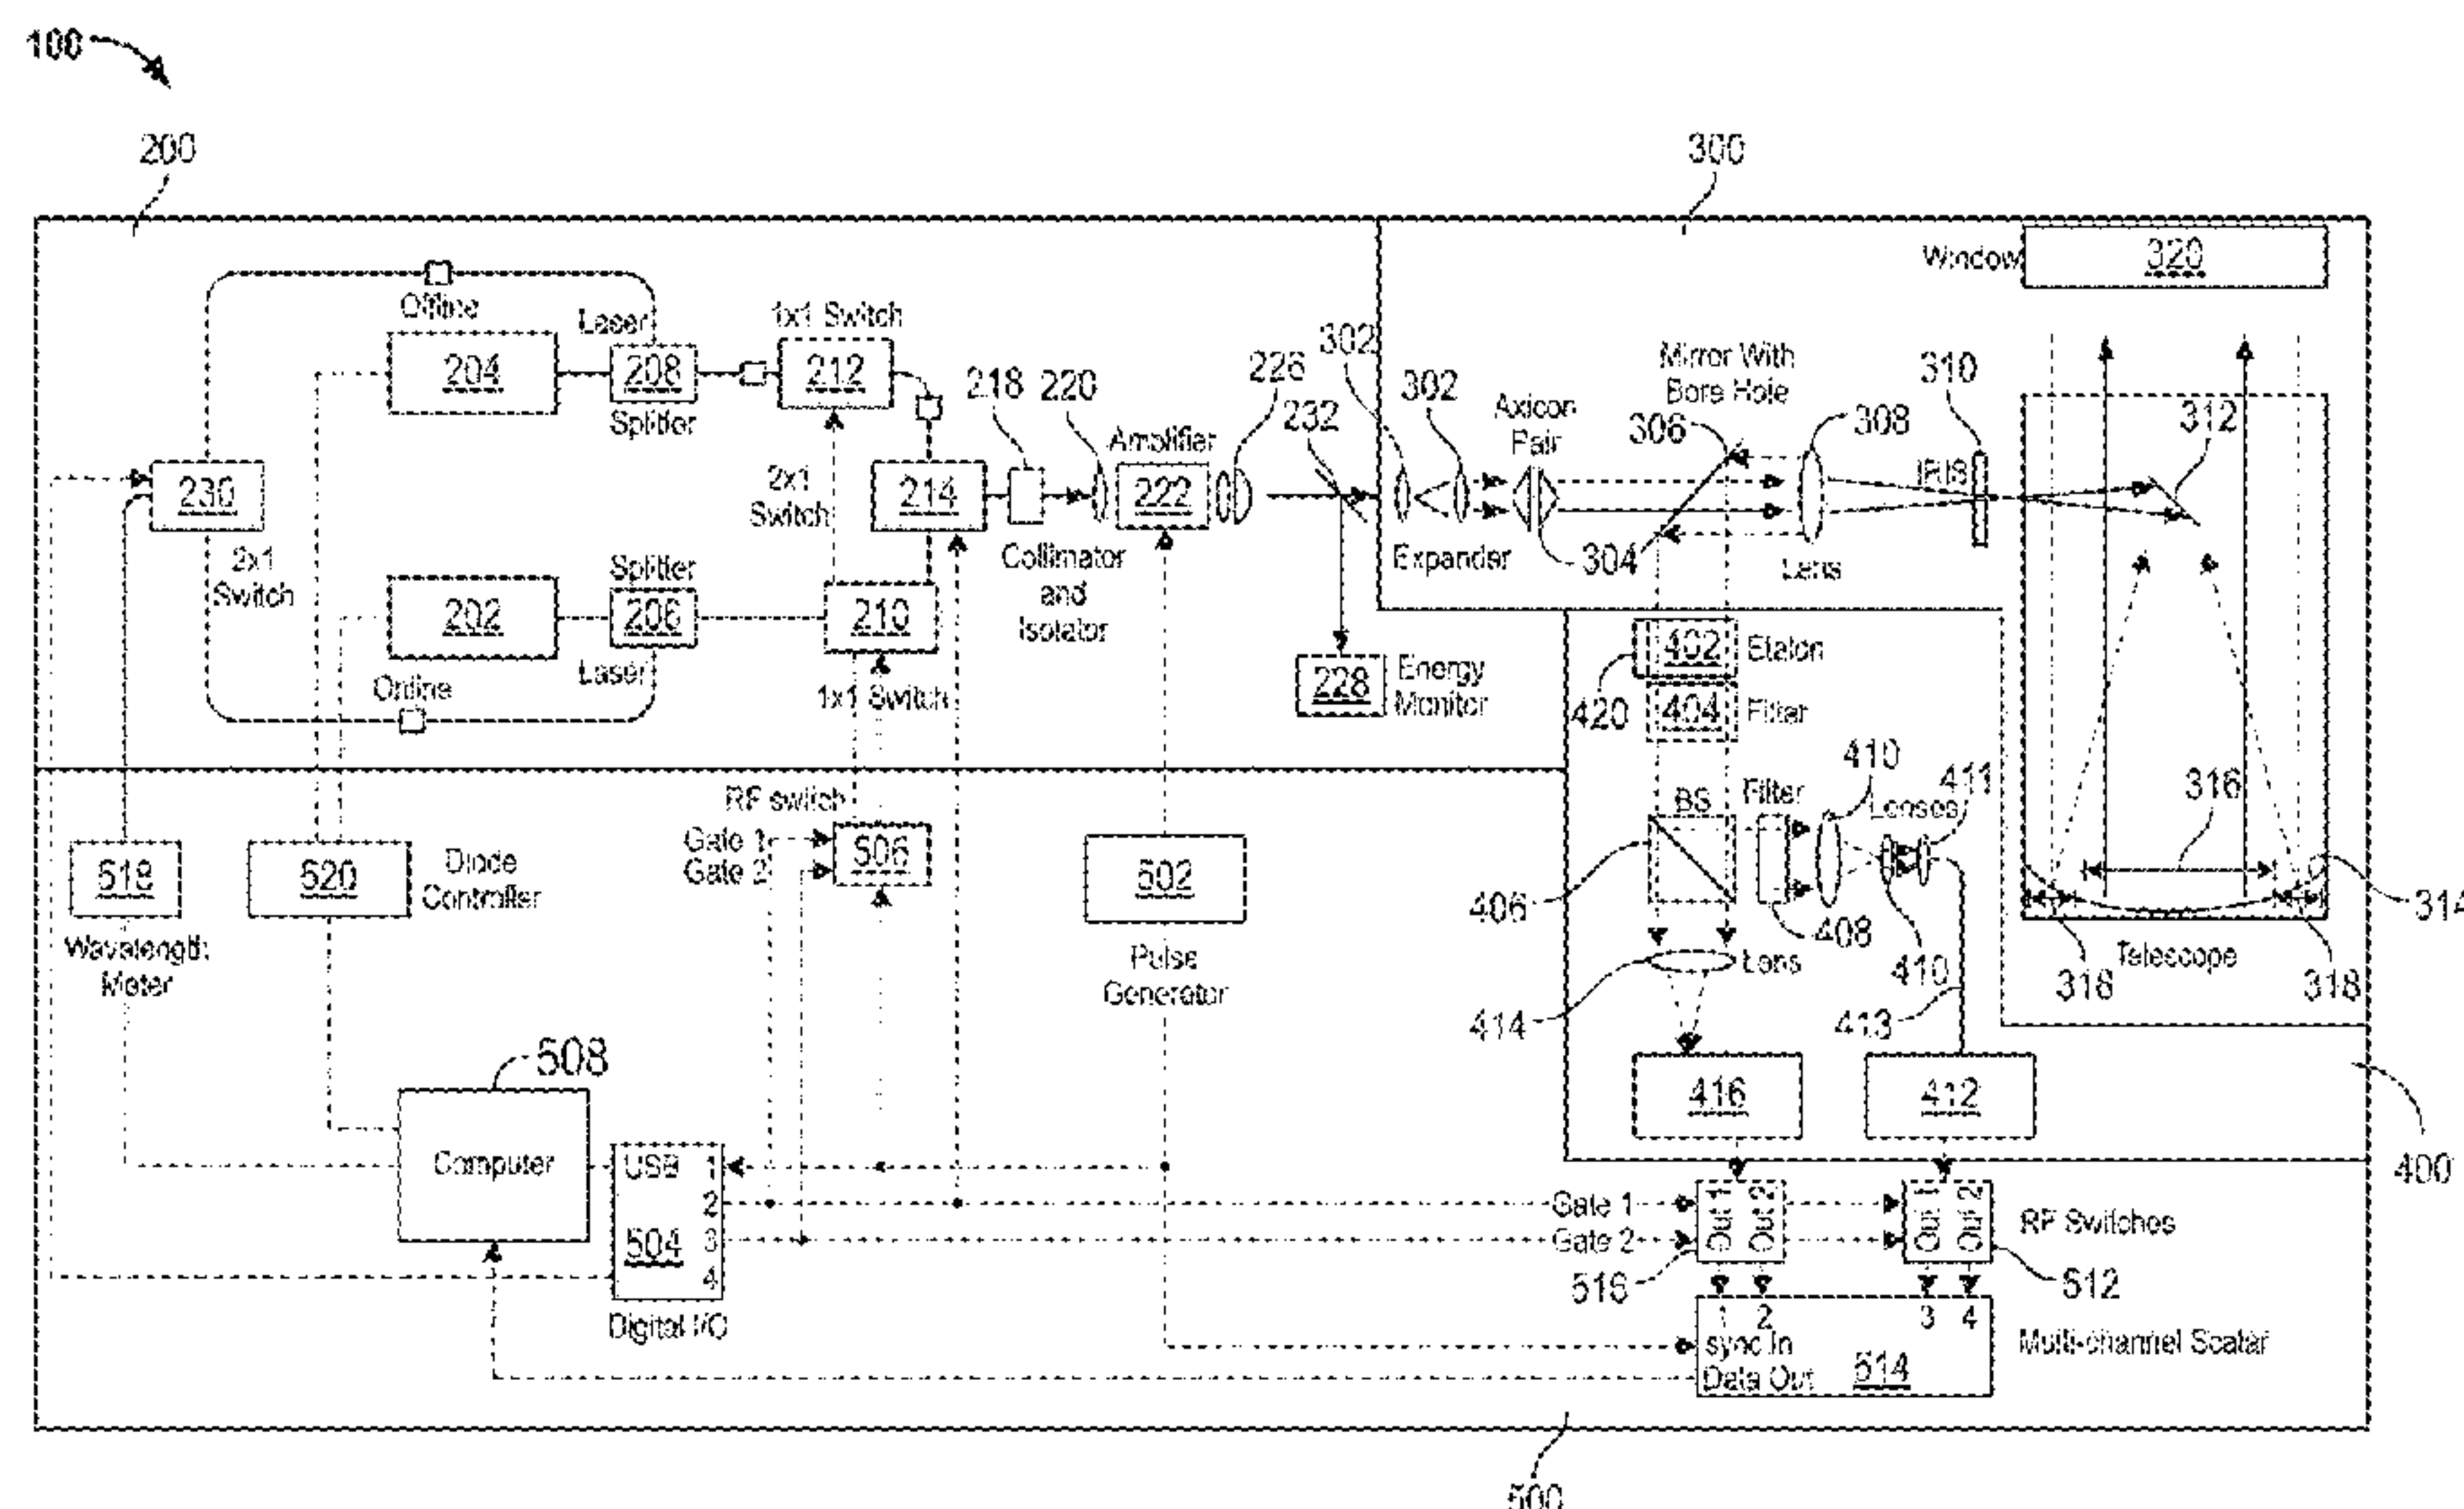 100
200
300
Window
320
Offline
Laser
1x1 Switch
204
208
212
Splitter
218
220
Amplifier
226
232
302
302
Axicon
Pair
Mirror With
Bore Hole
306
308
310
IRIS
312
230
2x1
Switch
2x1
Switch
214
222
Collimator
and
Isolator
Expander
304
Lens
202
Splitter
206
210
Laser
Online
1x1 Switch
228
Energy
Monitor
402
Etalon
420
404
Filter
410
411
BS
Filter
Lenses
316
406
408
410
414
Lens
413
Telescope
314
318
318
416
412
400
RF switch
Gate 1
Gate 2
506
518
Wavelength
Meter
520
Diode
Controller
502
Pulse
Generator
508
Computer
USB
1
2
3
4
504
Digital I/O
Gate 1
Gate 2
Out 1
Out 2
Out 1
Out 2
RF Switches
516
512
1
2
3
4
sync in
Data Out
514
Multi-channel Scalar
500